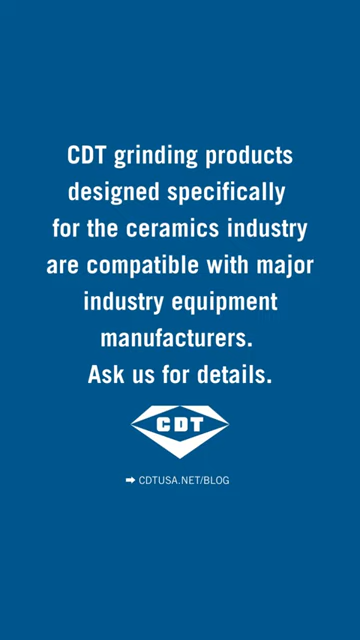 CDT grinding products
designed specifically
for the ceramics industry
are compatible with major
industry equipment
manufacturers.
Ask us for details.
CDT
➡ CDTUSA.NET/BLOG